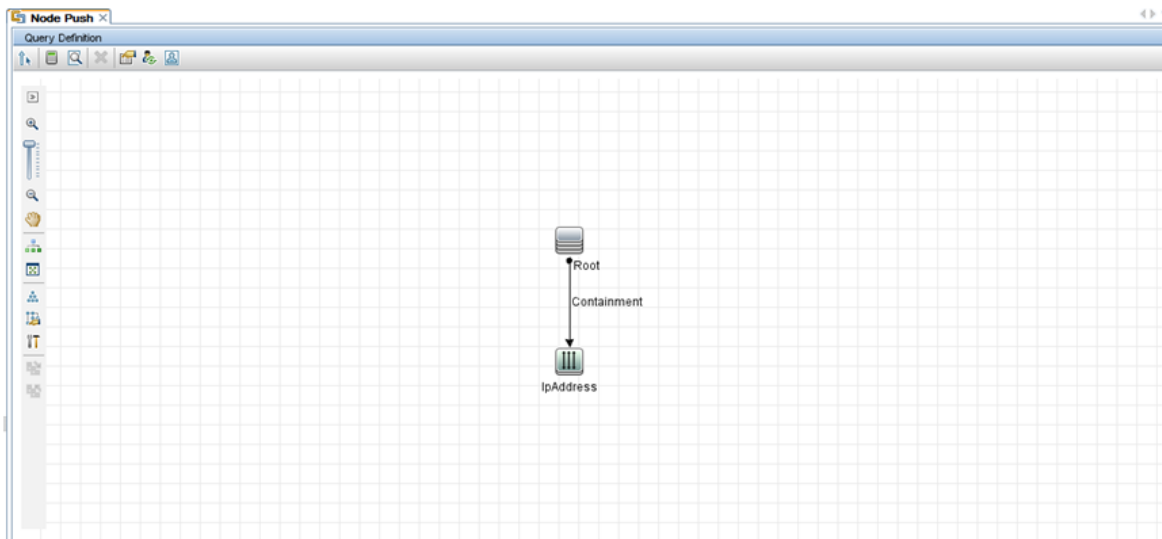 Node Push
Query Definition
Root
Containment
IpAddress